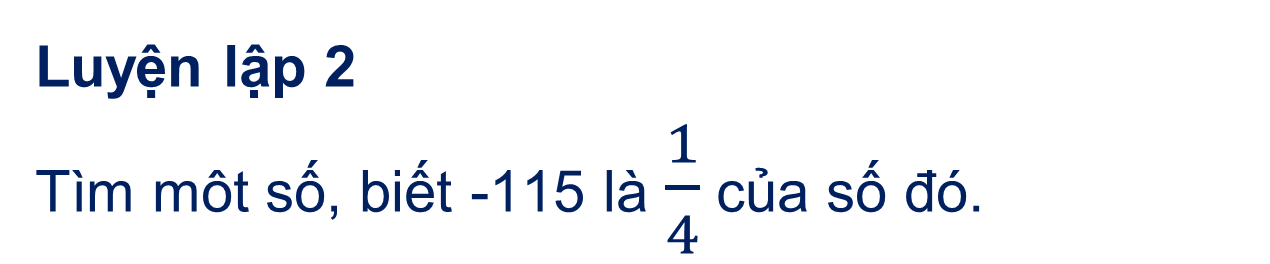 Luyện lập 2
Tìm môt số, biết -115 là 1/4 của số đó.